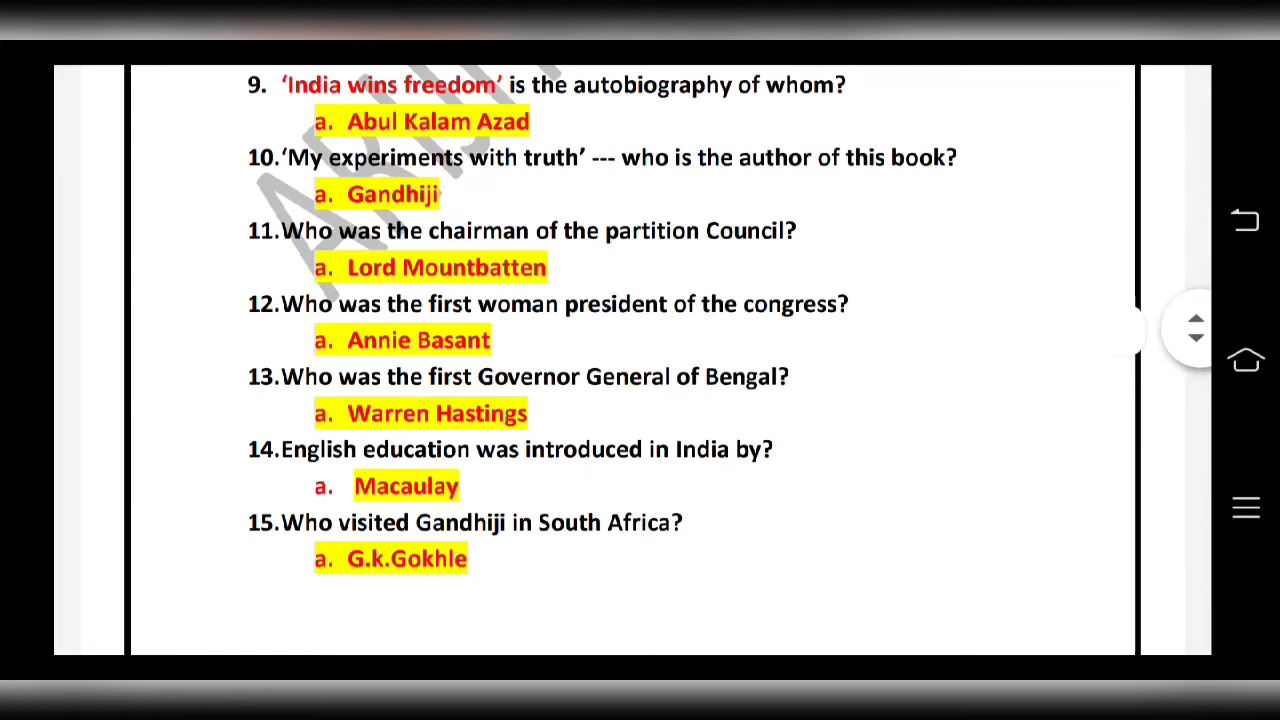 9. ‘India wins freedom’ is the autobiography of whom?
a. Abul Kalam Azad
10.‘My experiments with truth’ --- who is the author of this book?
a. Gandhiji
11.Who was the chairman of the partition Council?
a. Lord Mountbatten
12.Who was the first woman president of the congress?
a. Annie Basant
13.Who was the first Governor General of Bengal?
a. Warren Hastings
14.English education was introduced in India by?
a. Macaulay
15.Who visited Gandhiji in South Africa?
a. G.k.Gokhle